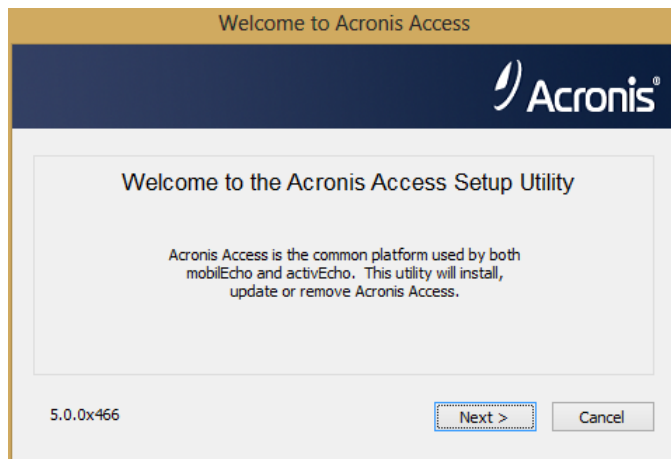 Welcome to Acronis Access
Acronis®
Welcome to the Acronis Access Setup Utility
Acronis Access is the common platform used by both
mobilEcho and activEcho. This utility will install,
update or remove Acronis Access.
5.0.0x466
Next >
Cancel